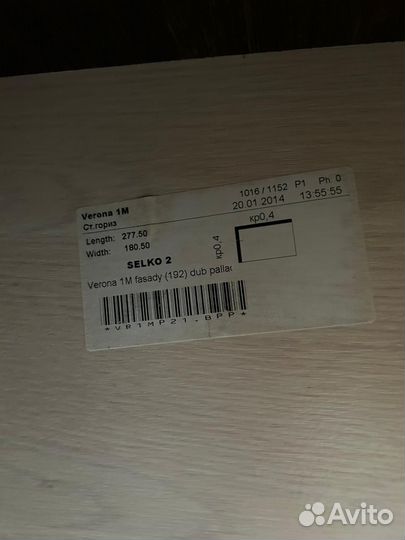 Verona 1M
1016 / 1152 P1 Ph. 0
Ст.гориз
20.01.2014 13:55:55
Length: 277.50
Width: 180.50
кр0,4
кр0,4
SELKO 2
Verona 1M fasady (192) dub pallad
*VR1MP21.BPP*
Avito